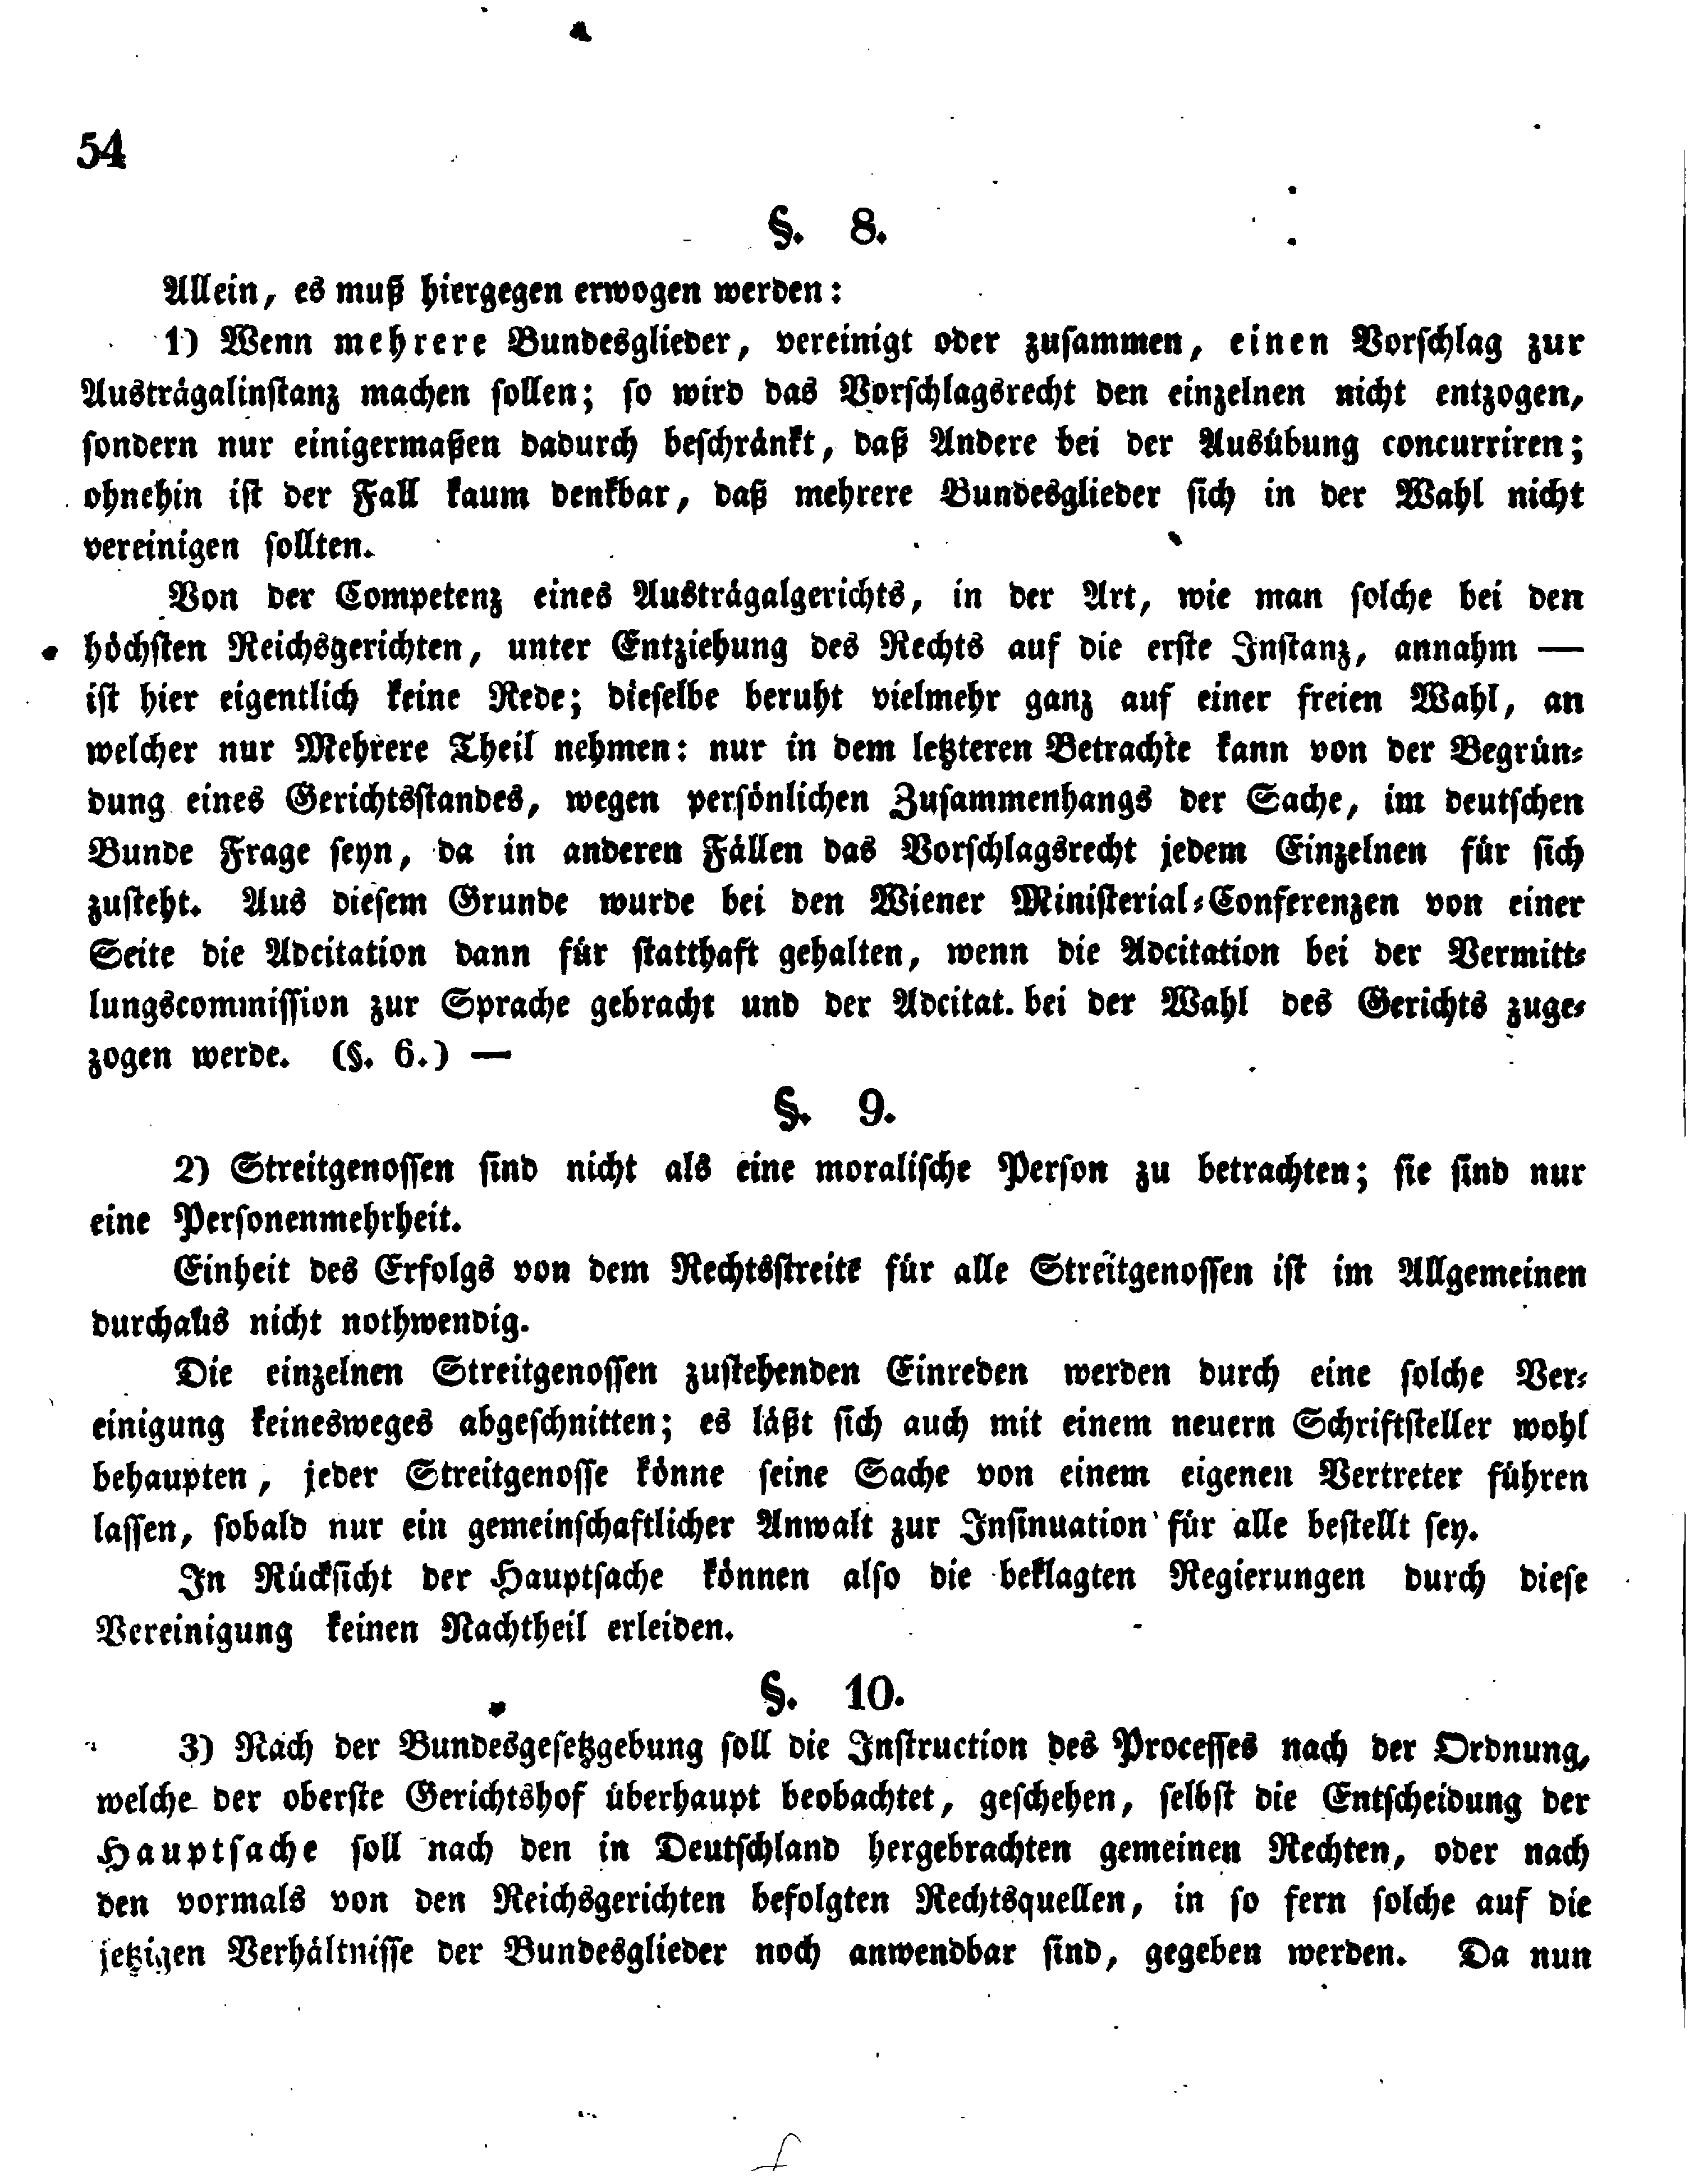 54
§. 8.
Allein, es muß hiergegen erwogen werden:
1) Wenn mehrere Bundesglieder, vereinigt oder zusammen, einen Vorschlag zur
Austrägalinstanz machen sollen; so wird das Vorschlagsrecht den einzelnen nicht entzogen,
sondern nur einigermaßen dadurch beschränkt, daß Andere bei der Ausübung concurriren;
ohnehin ist der Fall kaum denkbar, daß mehrere Bundesglieder sich in der Wahl nicht
vereinigen sollten.
Von der Competenz eines Austrägalgerichts, in der Art, wie man solche bei den
höchsten Reichsgerichten, unter Entziehung des Rechts auf die erste Instanz, annahm —
ist hier eigentlich keine Rede; dieselbe beruht vielmehr ganz auf einer freien Wahl, an
welcher nur Mehrere Theil nehmen: nur in dem letzteren Betrachte kann von der Begrün-
dung eines Gerichtsstandes, wegen persönlichen Zusammenhangs der Sache, im deutschen
Bunde Frage seyn, da in anderen Fällen das Vorschlagsrecht jedem Einzelnen für sich
zusteht. Aus diesem Grunde wurde bei den Wiener Ministerial-Conferenzen von einer
Seite die Adcitation dann für statthaft gehalten, wenn die Adcitation bei der Vermitt-
lungscommission zur Sprache gebracht und der Adcitat. bei der Wahl des Gerichts zuge-
zogen werde. (§. 6.) —
§. 9.
2) Streitgenossen sind nicht als eine moralische Person zu betrachten; sie sind nur
eine Personenmehrheit.
Einheit des Erfolgs von dem Rechtsstreite für alle Streitgenossen ist im Allgemeinen
durchaus nicht nothwendig.
Die einzelnen Streitgenossen zustehenden Einreden werden durch eine solche Ver-
einigung keinesweges abgeschnitten; es läßt sich auch mit einem neuern Schriftsteller wohl
behaupten, jeder Streitgenosse könne seine Sache von einem eigenen Vertreter führen
lassen, sobald nur ein gemeinschaftlicher Anwalt zur Insinuation für alle bestellt sey.
In Rücksicht der Hauptsache können also die beklagten Regierungen durch diese
Vereinigung keinen Nachtheil erleiden.
§. 10.
3) Nach der Bundesgesetzgebung soll die Instruction des Processes nach der Ordnung,
welche der oberste Gerichtshof überhaupt beobachtet, geschehen, selbst die Entscheidung der
Hauptsache soll nach den in Deutschland hergebrachten gemeinen Rechten, oder nach
den vormals von den Reichsgerichten befolgten Rechtsquellen, in so fern solche auf die
jetzigen Verhältnisse der Bundesglieder noch anwendbar sind, gegeben werden. Da nun